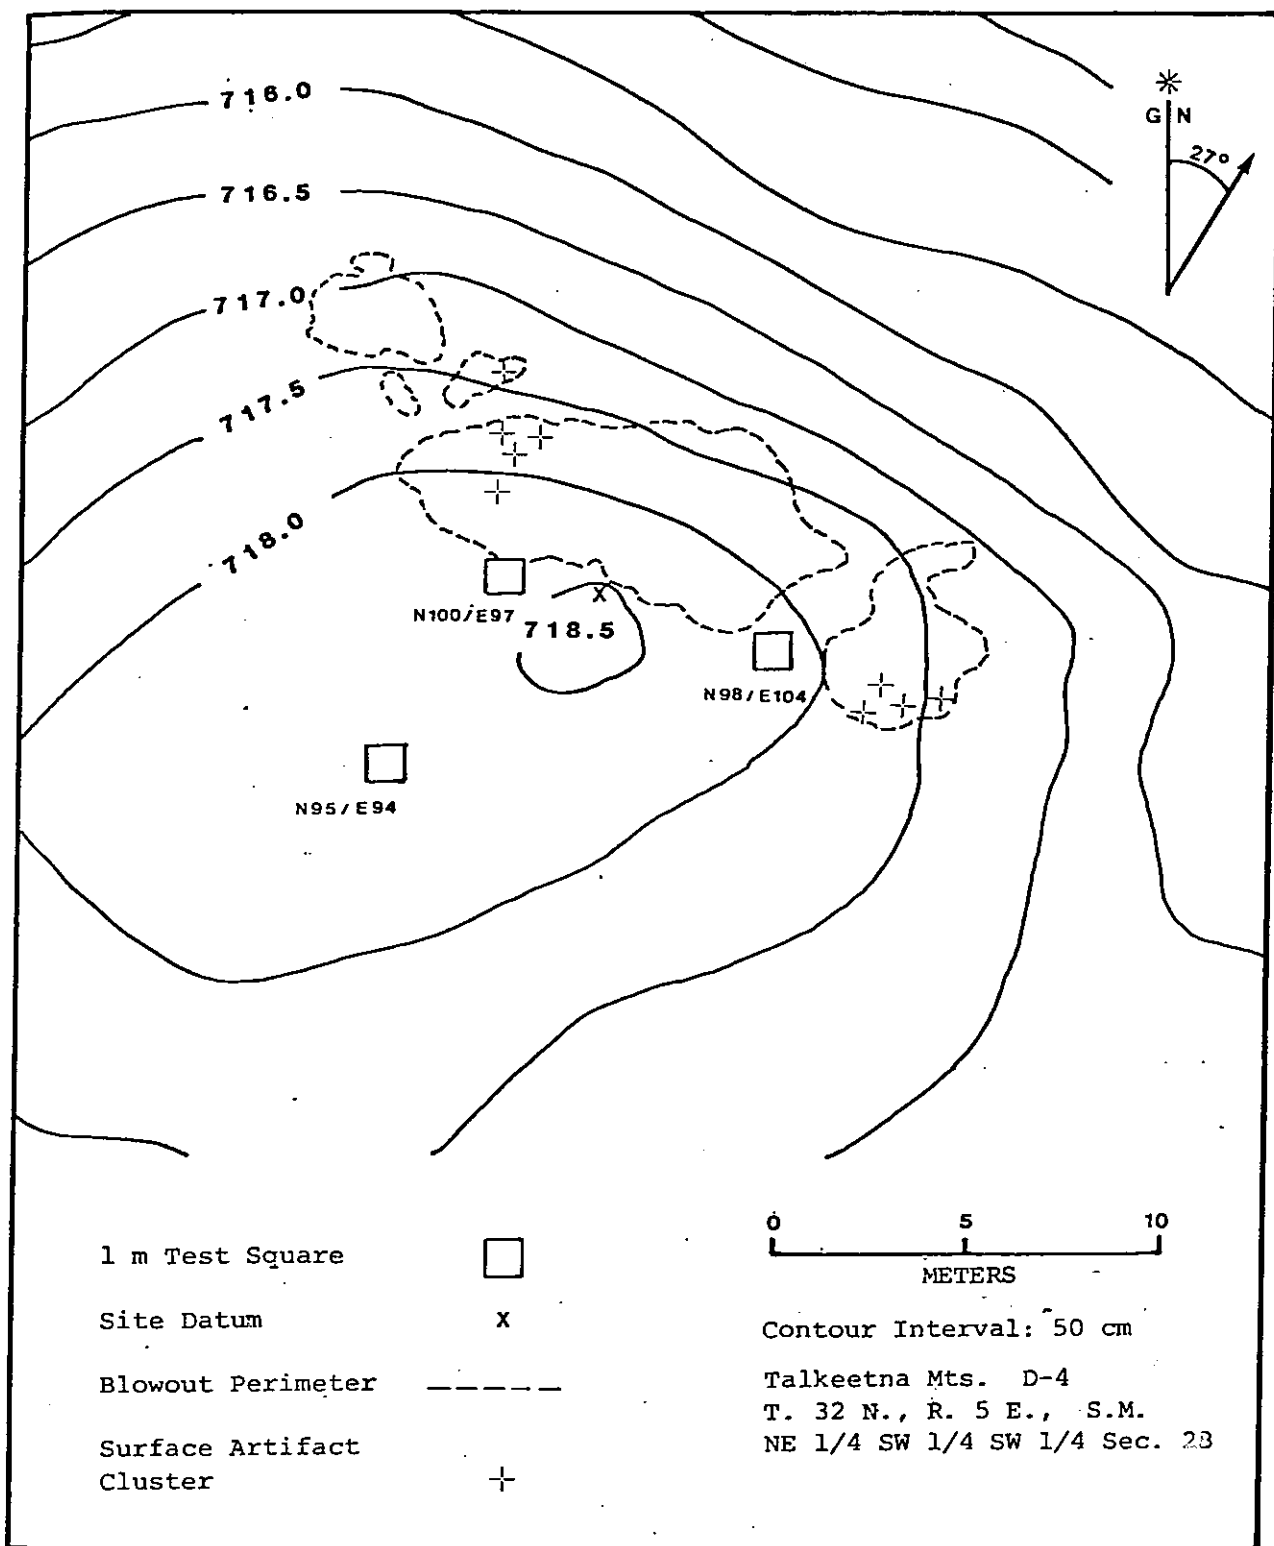 716.0
G N
27°
716.5
717.0
717.5
718.0
N100/E97
718.5
N98/E104
N95/E94
0 5 10
METERS
1 m Test Square
Site Datum X
Blowout Perimeter
Surface Artifact
Cluster
Contour Interval: 50 cm
Talkeetna Mts. D-4
T. 32 N., R. 5 E., S.M.
NE 1/4 SW 1/4 SW 1/4 Sec. 28